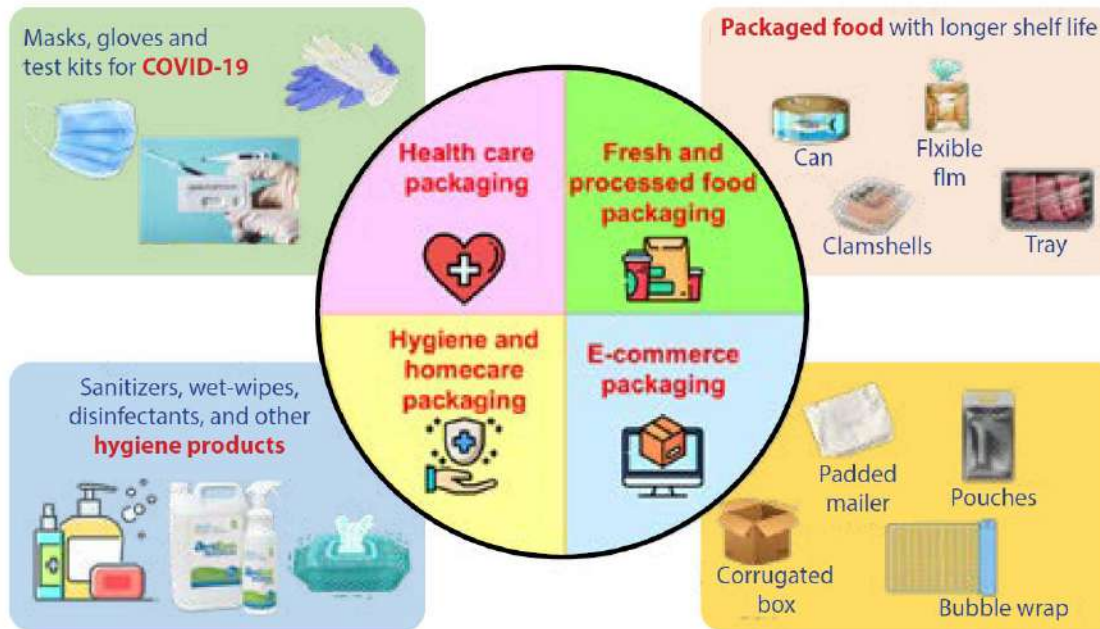 Masks, gloves and
test kits for COVID-19
Packaged food with longer shelf life
Can
Flxible
flm
Clamshells
Tray
Health care
packaging
Fresh and
processed food
packaging
Hygiene and
homecare
packaging
E-commerce
packaging
Sanitizers, wet-wipes,
disinfectants, and other
hygiene products
Padded
mailer
Pouches
Corrugated
box
Bubble wrap